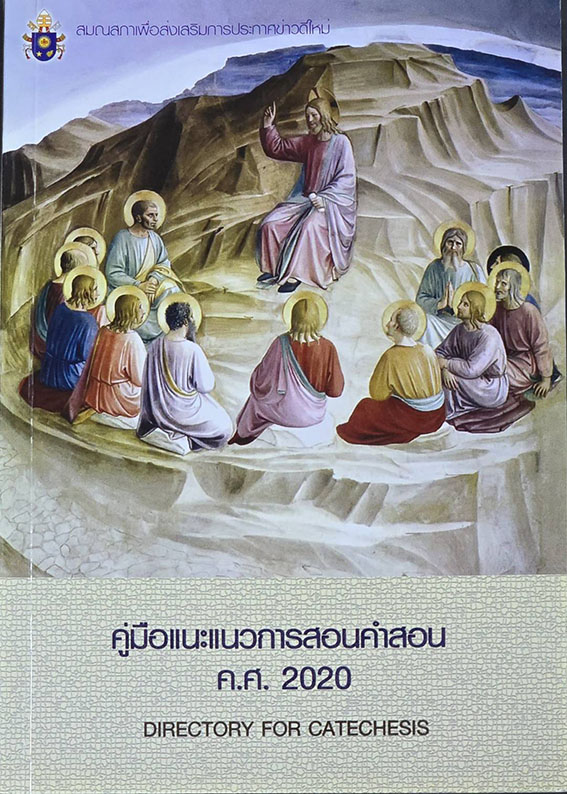 สมณสภาเพื่อส่งเสริมการประกาศข่าวดีใหม่
คู่มือแนะแนวการสอนคำสอน
ค.ศ. 2020
DIRECTORY FOR CATECHESIS